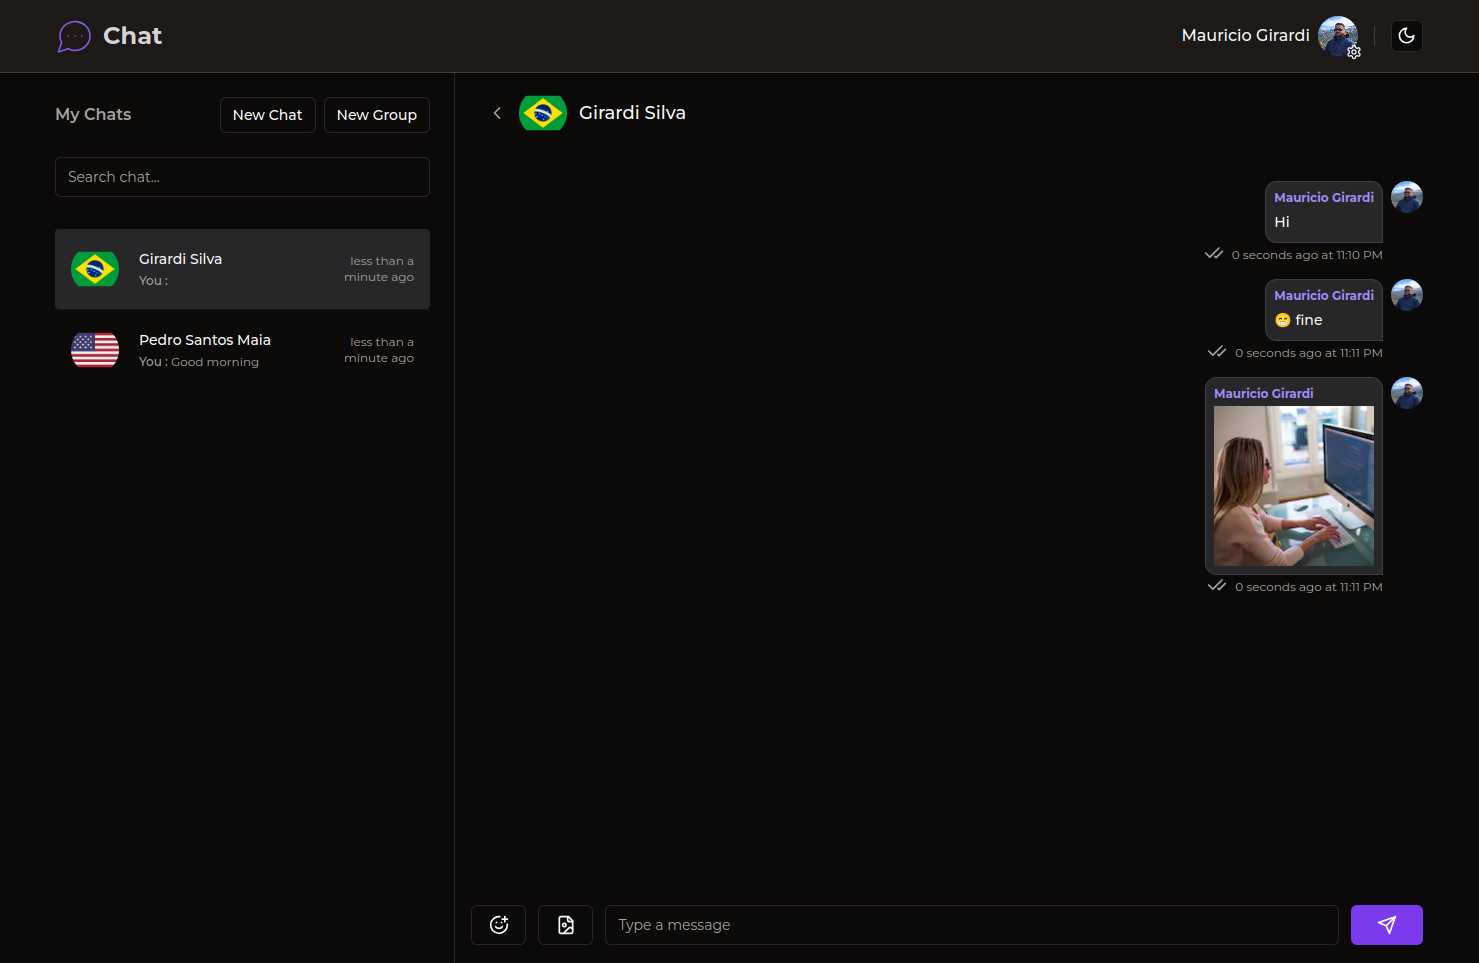 Chat
Mauricio Girardi
My Chats
New Chat
New Group
Search chat...
Girardi Silva
You :
less than a
minute ago
Pedro Santos Maia
You : Good morning
less than a
minute ago
Girardi Silva
Mauricio Girardi
Hi
0 seconds ago at 11:10 PM
Mauricio Girardi
😁 fine
0 seconds ago at 11:11 PM
Mauricio Girardi
0 seconds ago at 11:11 PM
Type a message